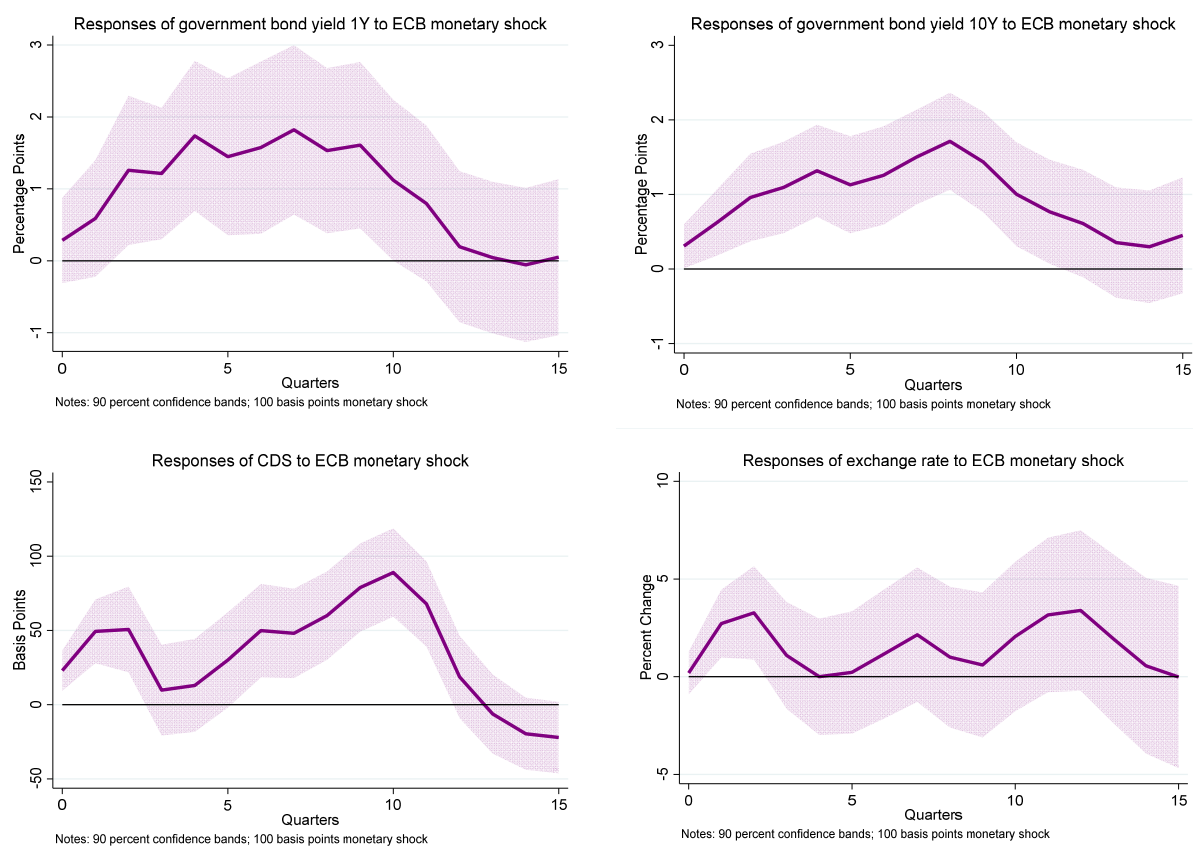 Responses of government bond yield 1Y to ECB monetary shock
Percentage Points
3
2
1
0
-1
0 5 10 15
Quarters
Notes: 90 percent confidence bands; 100 basis points monetary shock
Responses of government bond yield 10Y to ECB monetary shock
Percentage Points
3
2
1
0
-1
0 5 10 15
Quarters
Notes: 90 percent confidence bands; 100 basis points monetary shock
Responses of CDS to ECB monetary shock
Basis Points
150
100
50
0
-50
0 5 10 15
Quarters
Notes: 90 percent confidence bands; 100 basis points monetary shock
Responses of exchange rate to ECB monetary shock
Percent Change
10
5
0
-5
0 5 10 15
Quarters
Notes: 90 percent confidence bands; 100 basis points monetary shock